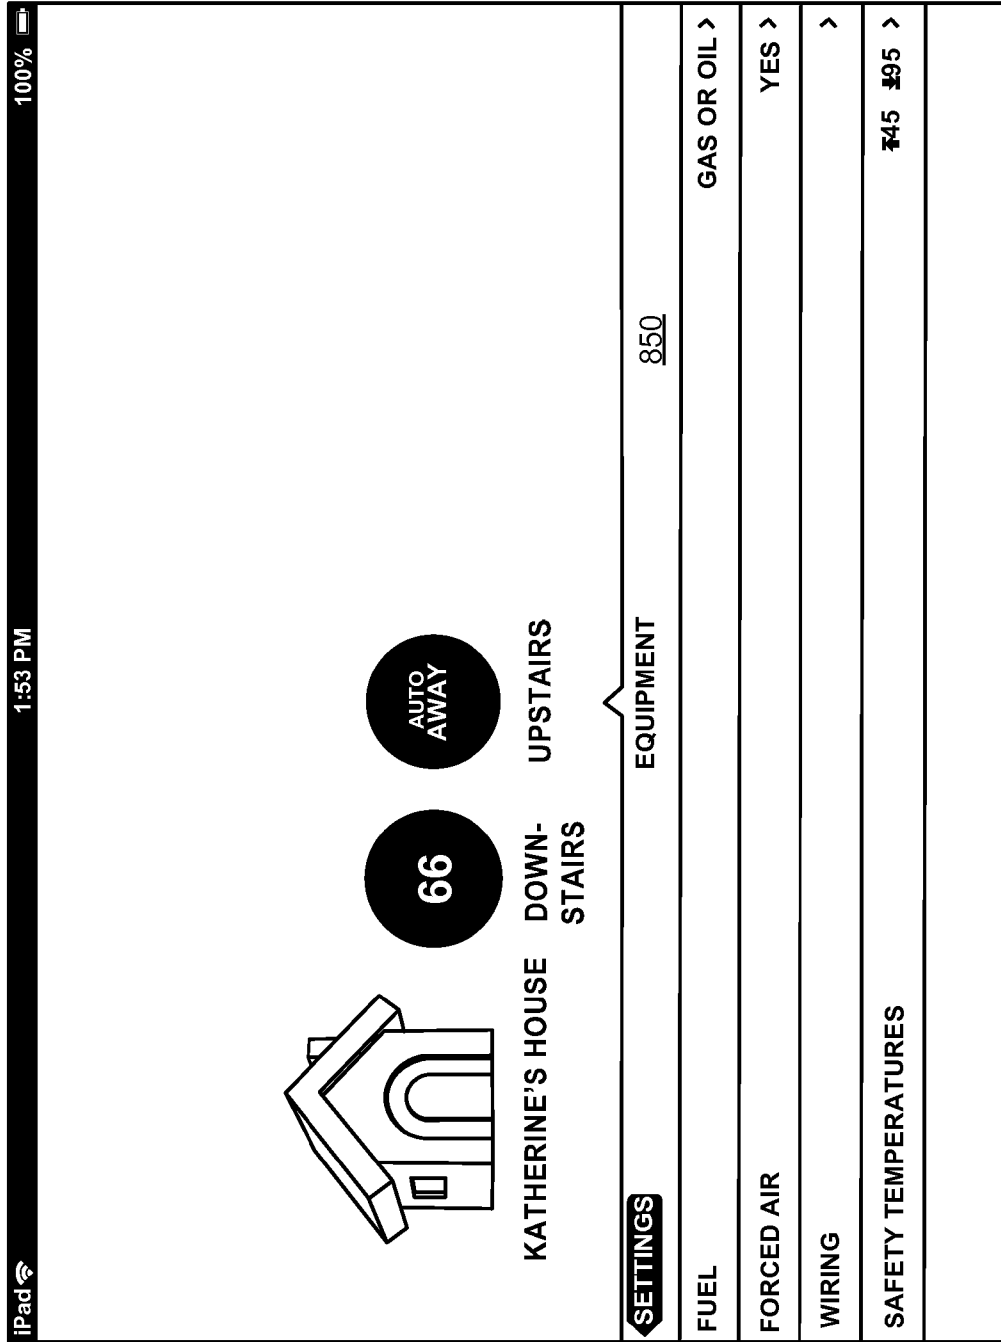 iPad 1:53 PM 100%
66
AUTO
AWAY
KATHERINE'S HOUSE
DOWN-
STAIRS
UPSTAIRS
SETTINGS EQUIPMENT 850
FUEL GAS OR OIL >
FORCED AIR YES >
WIRING >
SAFETY TEMPERATURES 45 95 >